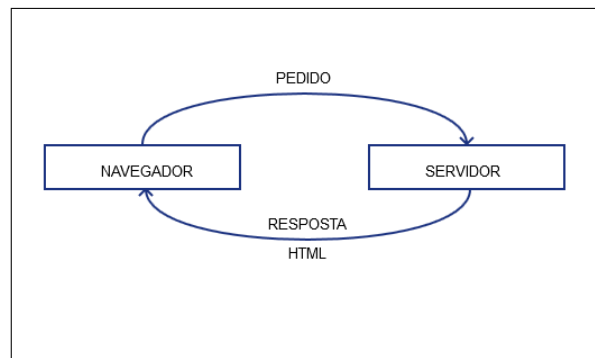 PEDIDO
NAVEGADOR
SERVIDOR
RESPOSTA
HTML